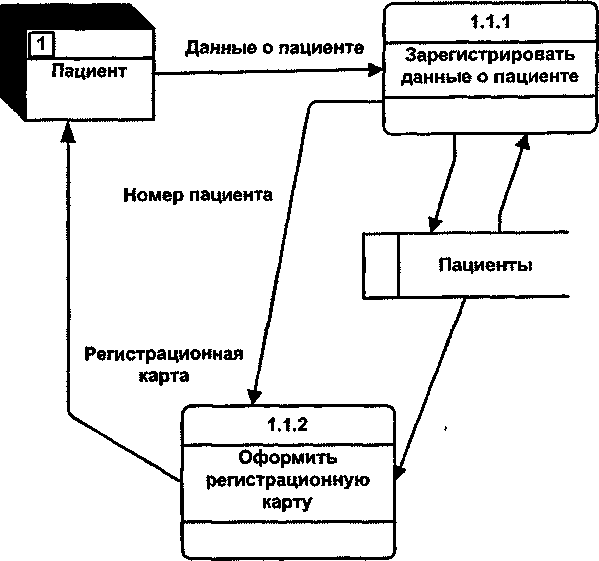 1
Пациент
Данные о пациенте
1.1.1
Зарегистрировать
данные о пациенте
Номер пациента
Пациенты
Регистрационная
карта
1.1.2
Оформить
регистрационную
карту